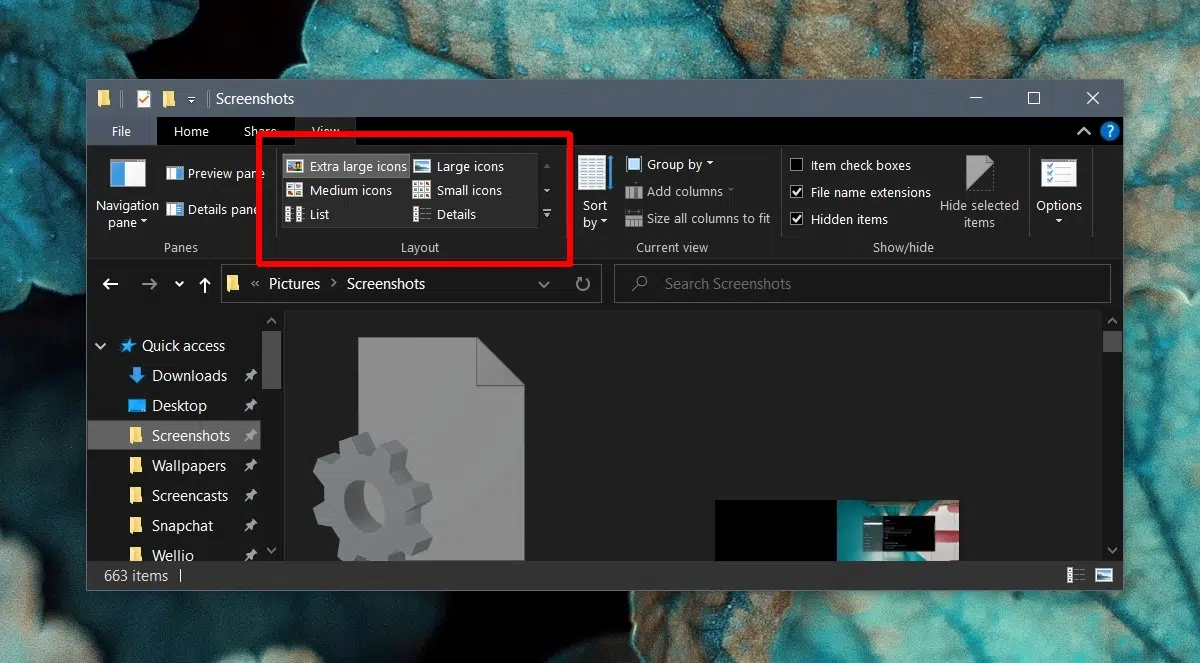 Screenshots
File Home Share View
?
Extra large icons Large icons
Medium icons Small icons
List Details
Layout
Navigation pane
Preview pane
Details pane
Panes
Sort by
Group by
Add columns
Size all columns to fit
Current view
Item check boxes
File name extensions
Hidden items
Hide selected items
Show/hide
Options
« Pictures > Screenshots
Search Screenshots
Quick access
Downloads
Desktop
Screenshots
Wallpapers
Screencasts
Snapchat
Wellio
663 items